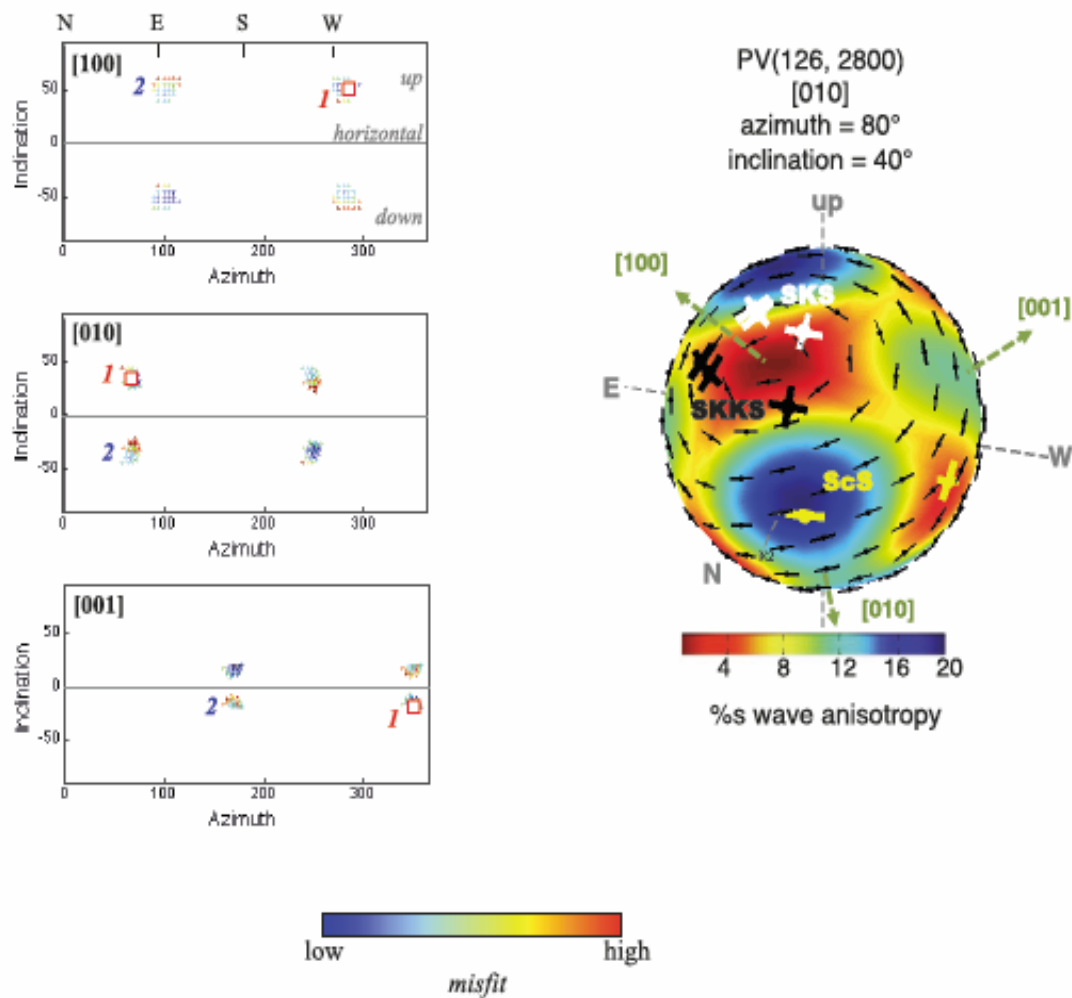 N E S W
[100]
2
up
1
horizontal
down
50
0
-50
Inclination
0 100 200 300
Azimuth
[010]
1
2
50
0
-50
Inclination
0 100 200 300
Azimuth
[001]
2
1
50
0
-50
Inclination
0 100 200 300
Azimuth
PV(126, 2800)
[010]
azimuth = 80°
inclination = 40°
up
[100]
SKS
[001]
E
SKKS
W
ScS
N
[010]
4 8 12 16 20
%s wave anisotropy
low high
misfit